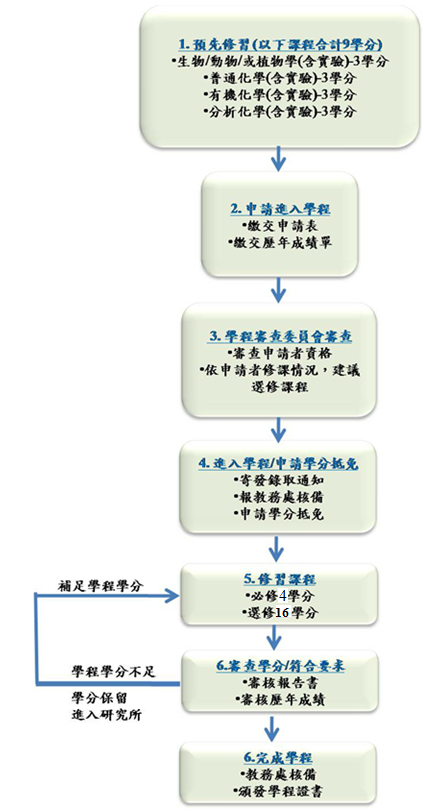 1. 預先修習(以下課程合計9學分)
•生物/動物/或植物學(含實驗)-3學分
•普通化學(含實驗)-3學分
•有機化學(含實驗)-3學分
•分析化學(含實驗)-3學分
2. 申請進入學程
•繳交申請表
•繳交歷年成績單
3. 學程審查委員會審查
•審查申請者資格
•依申請者修課情況，建議
選修課程
4. 進入學程/申請學分抵免
•寄發錄取通知
•報教務處核備
•申請學分抵免
補足學程學分
5. 修習課程
•必修4學分
•選修16學分
學程學分不足
學分保留
進入研究所
6.審查學分/符合要求
•審核報告書
•審核歷年成績
6.完成學程
•教務處核備
•頒發學程證書